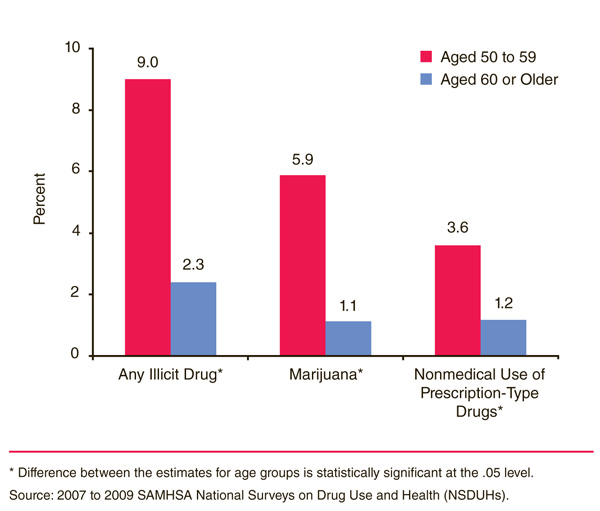 10
8
6
4
2
0
Percent
Aged 50 to 59
Aged 60 or Older
9.0
2.3
5.9
1.1
3.6
1.2
Any Illicit Drug*
Marijuana*
Nonmedical Use of
Prescription-Type
Drugs*
* Difference between the estimates for age groups is statistically significant at the .05 level.
Source: 2007 to 2009 SAMHSA National Surveys on Drug Use and Health (NSDUHs).